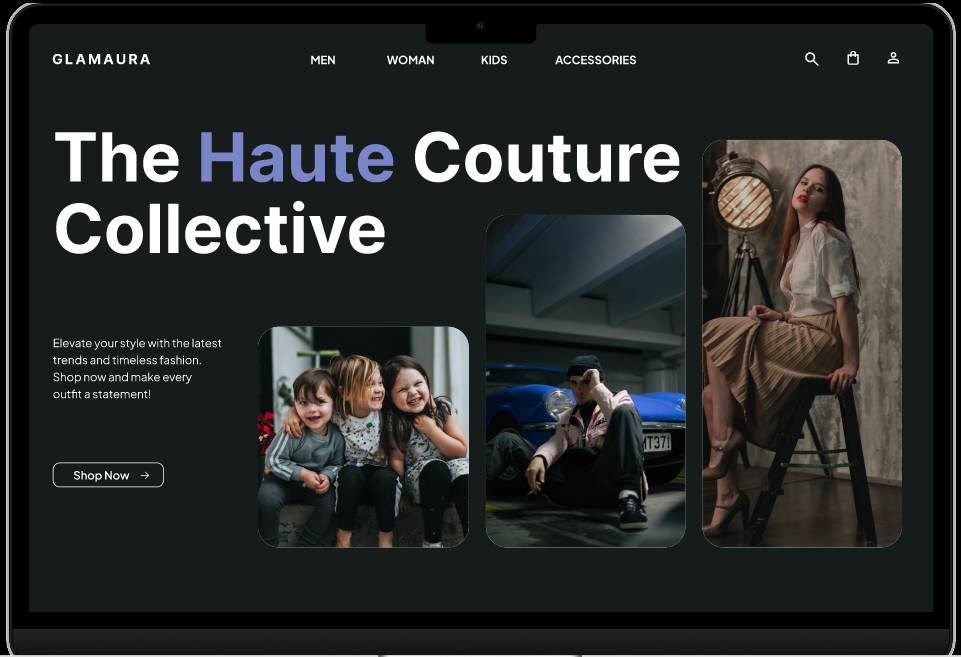 GLAMAURA
MEN
WOMAN
KIDS
ACCESSORIES
The Haute Couture
Collective
Elevate your style with the latest
trends and timeless fashion.
Shop now and make every
outfit a statement!
Shop Now →
MT37